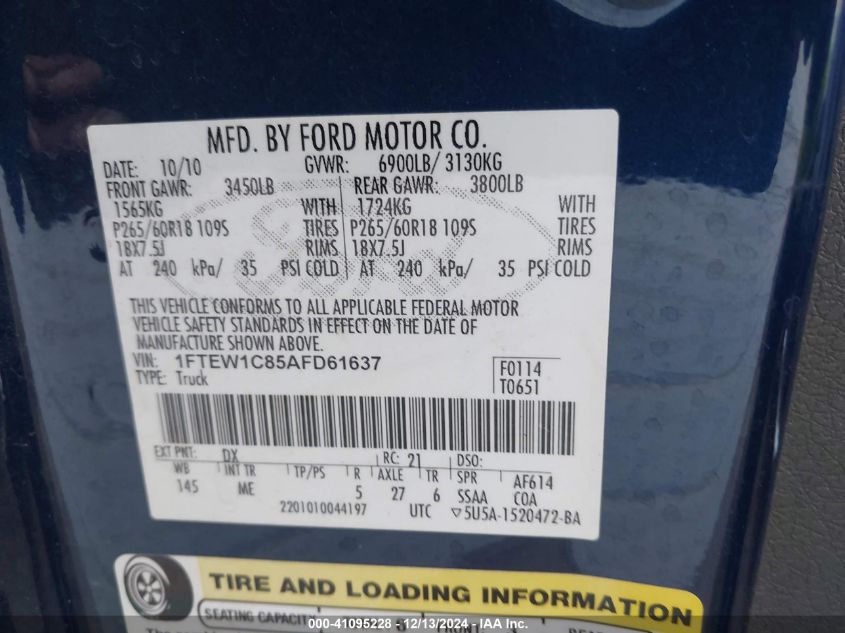 MFD. BY FORD MOTOR CO.
DATE: 10/10 GVWR: 6900LB/ 3130KG
FRONT GAWR: 3450LB REAR GAWR: 3800LB
1565KG WITH 1724KG WITH
P265/60R18 109S TIRES P265/60R18 109S TIRES
18X7.5J RIMS 18X7.5J RIMS
AT 240 kPa/ 35 PSI COLD AT 240 kPa/ 35 PSI COLD
Ford
THIS VEHICLE CONFORMS TO ALL APPLICABLE FEDERAL MOTOR
VEHICLE SAFETY STANDARDS IN EFFECT ON THE DATE OF
MANUFACTURE SHOWN ABOVE.
VIN: 1FTEW1C85AFD61637
TYPE: Truck
F0114
T0651
EXT PNT: DX RC: 21 DSO:
WB INT TR TP/PS R AXLE TR SPR AF614
145 ME 5 27 6 SSAA COA
2201010044197 UTC ▽5U5A-1520472-BA
TIRE AND LOADING INFORMATION
SEATING CAPACITY
000-41095228 - 12/13/2024 - IAA Inc.